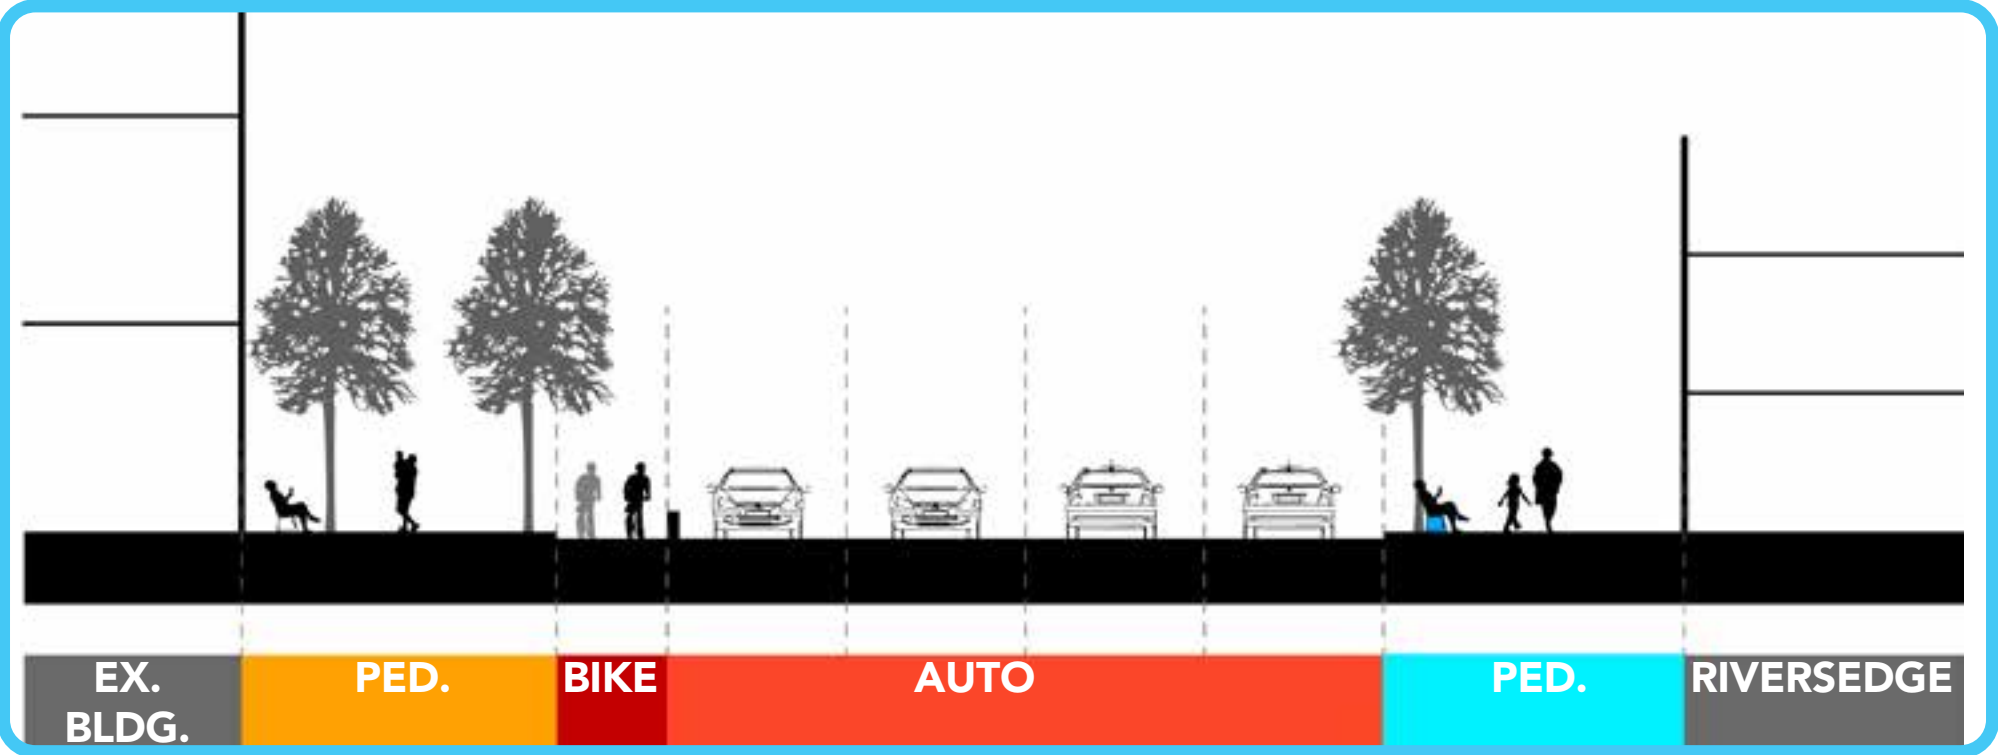 EX.
BLDG.
PED.
BIKE
AUTO
PED.
RIVERSEDGE